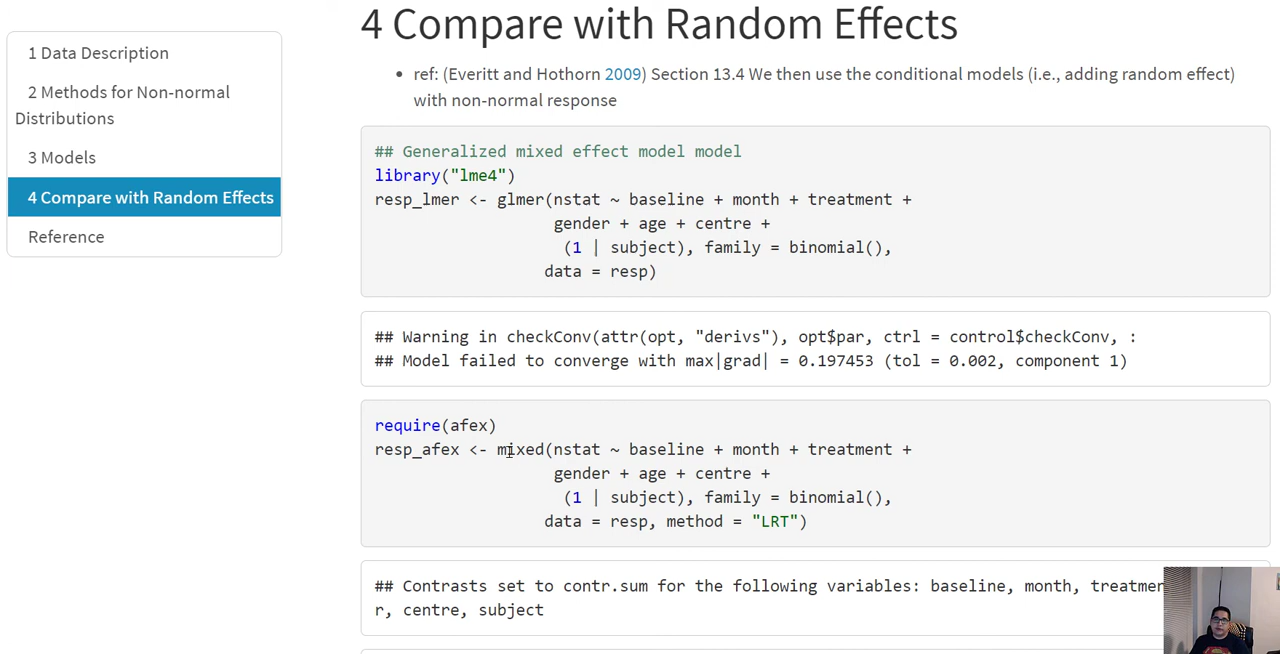 4 Compare with Random Effects
1 Data Description
2 Methods for Non-normal
Distributions
3 Models
4 Compare with Random Effects
Reference
• ref: (Everitt and Hothorn 2009) Section 13.4 We then use the conditional models (i.e., adding random effect)
with non-normal response
## Generalized mixed effect model model
library("lme4")
resp_lmer <- glmer(nstat ~ baseline + month + treatment +
gender + age + centre +
(1 | subject), family = binomial(),
data = resp)
## Warning in checkConv(attr(opt, "derivs"), opt$par, ctrl = control$checkConv, :
## Model failed to converge with max|grad| = 0.197453 (tol = 0.002, component 1)
require(afex)
resp_afex <- mixed(nstat ~ baseline + month + treatment +
gender + age + centre +
(1 | subject), family = binomial(),
data = resp, method = "LRT")
## Contrasts set to contr.sum for the following variables: baseline, month, treatmen
r, centre, subject